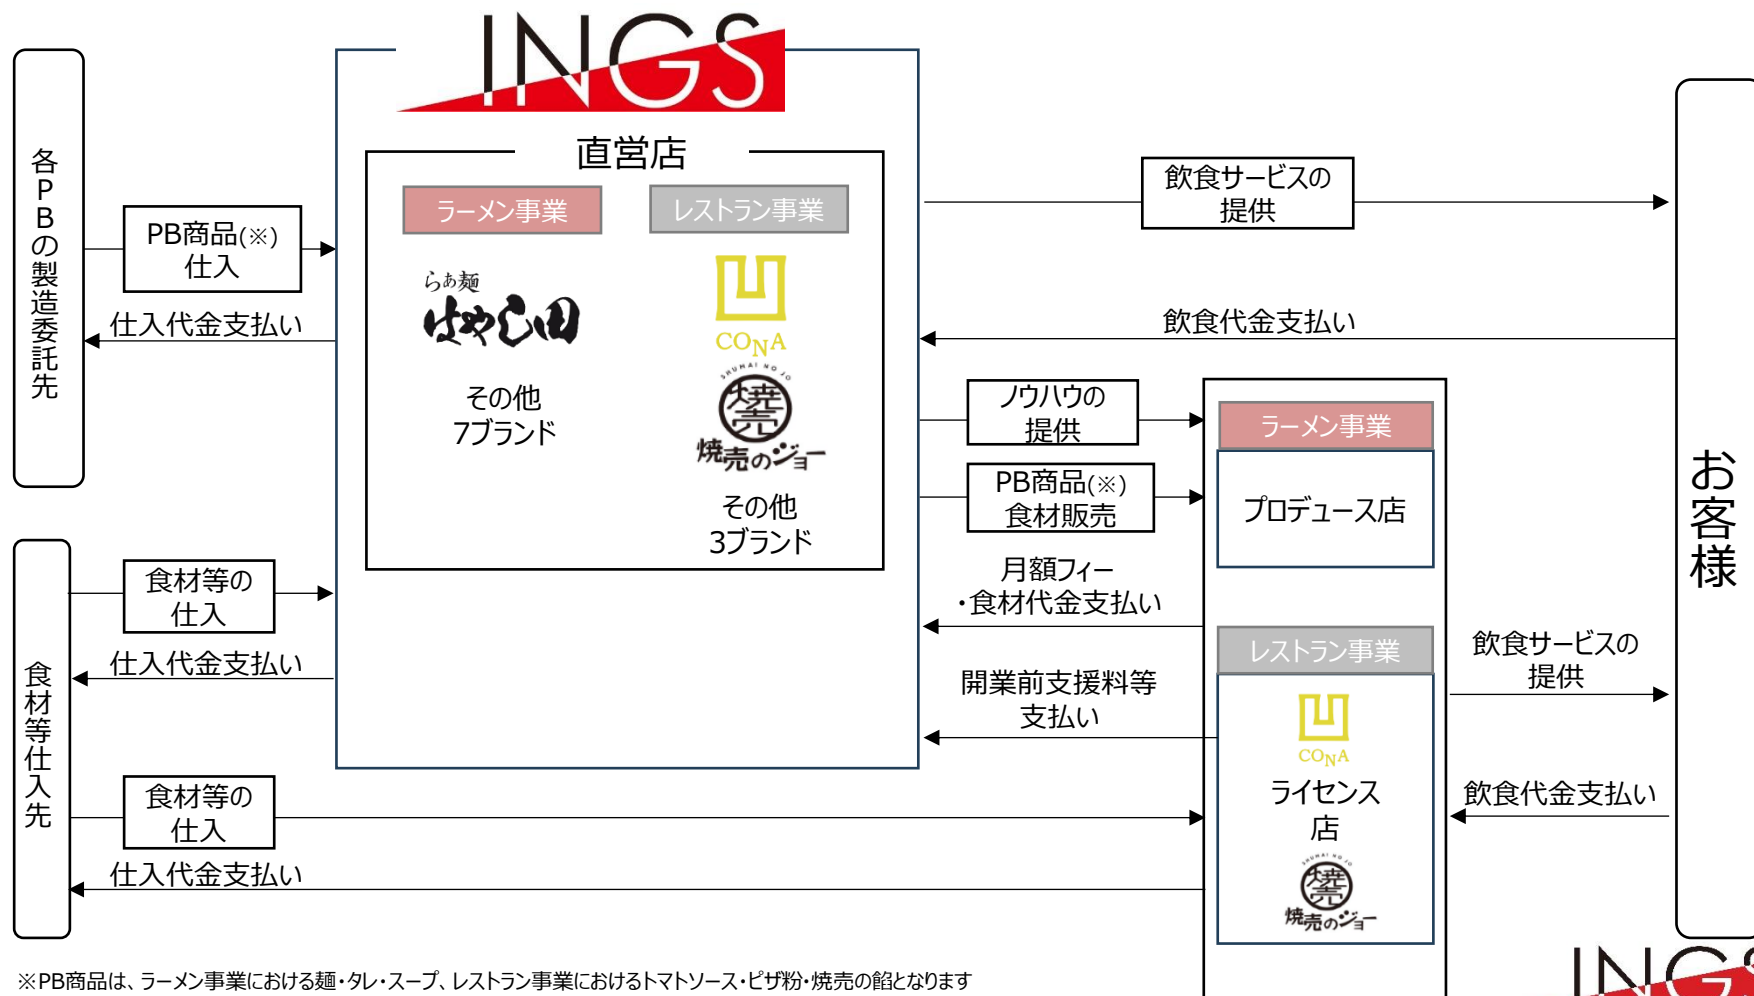 INGS
直営店
ラーメン事業
レストラン事業
らあ麺
はやし田
その他
7ブランド
CONA
SHUMAI NO JO
焼売
焼売のジョー
その他
3ブランド
各PBの製造委託先
PB商品(※)
仕入
仕入代金支払い
食材等仕入先
食材等の
仕入
仕入代金支払い
食材等の
仕入
仕入代金支払い
飲食サービスの
提供
飲食代金支払い
ノウハウの
提供
PB商品(※)
食材販売
月額フィー
・食材代金支払い
開業前支援料等
支払い
ラーメン事業
プロデュース店
レストラン事業
CONA
ライセンス
店
SHUMAI NO JO
焼売
焼売のジョー
飲食サービスの
提供
飲食代金支払い
お客様
※PB商品は、ラーメン事業における麺・タレ・スープ、レストラン事業におけるトマトソース・ピザ粉・焼売の餡となります
INGS